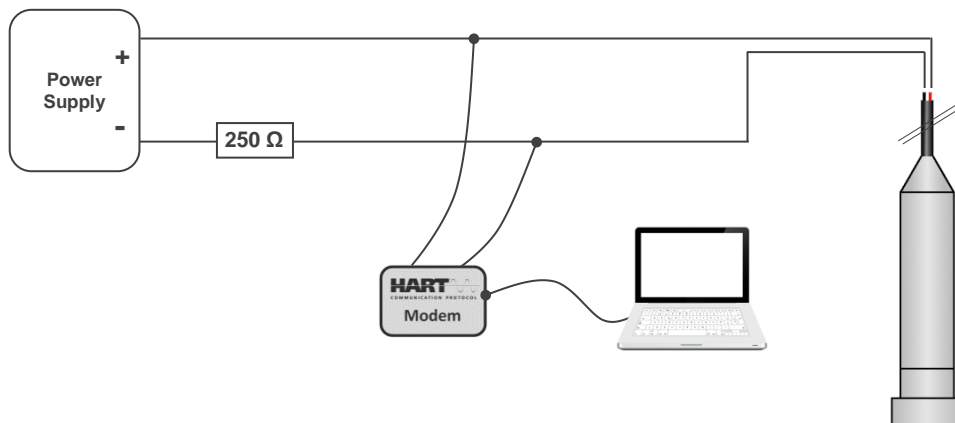 +
Power
Supply
-
250 Ω
HART
COMMUNICATION PROTOCOL
Modem